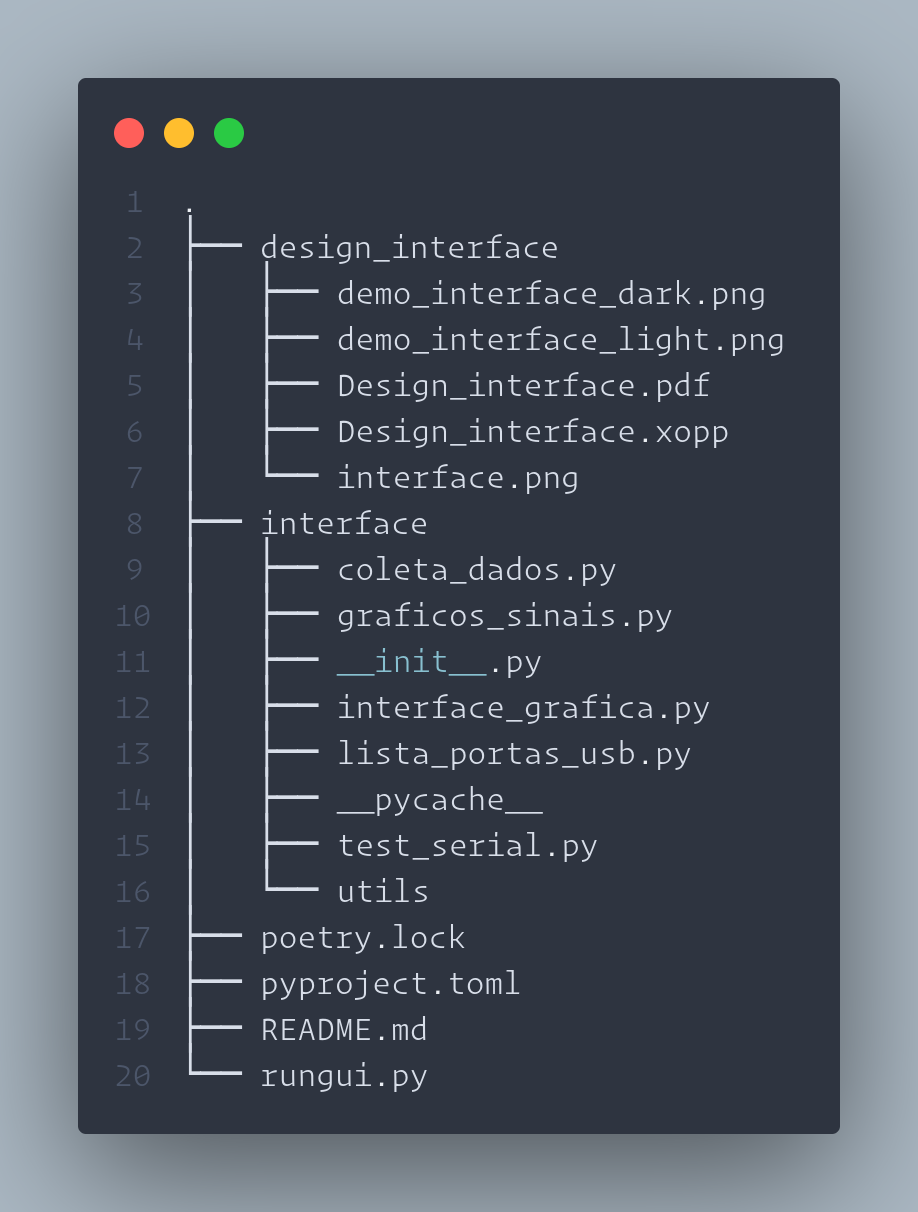 1 .
2 ├── design_interface
3 │   ├── demo_interface_dark.png
4 │   ├── demo_interface_light.png
5 │   ├── Design_interface.pdf
6 │   ├── Design_interface.xopp
7 │   └── interface.png
8 ├── interface
9 │   ├── coleta_dados.py
10 │   ├── graficos_sinais.py
11 │   ├── __init__.py
12 │   ├── interface_grafica.py
13 │   ├── lista_portas_usb.py
14 │   ├── __pycache__
15 │   ├── test_serial.py
16 │   └── utils
17 ├── poetry.lock
18 ├── pyproject.toml
19 ├── README.md
20 └── rungui.py